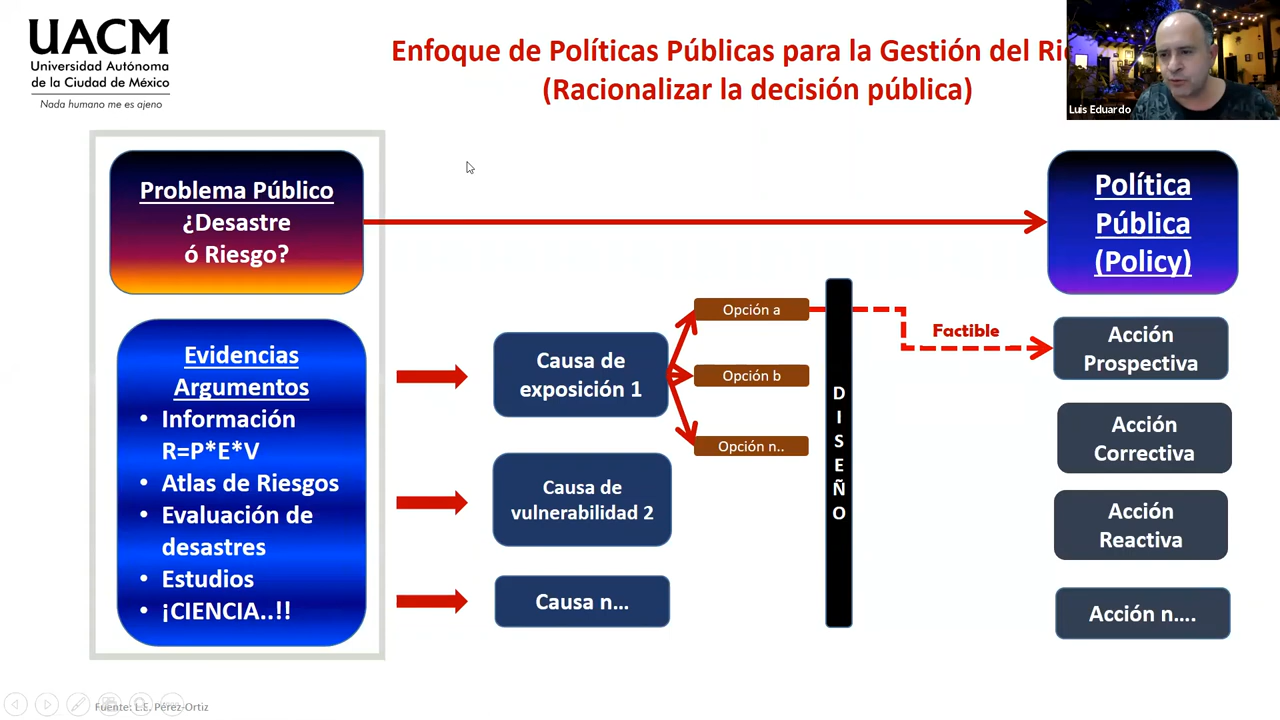 UACM
Universidad Autónoma
de la Ciudad de México
Nada humano me es ajeno
Enfoque de Políticas Públicas para la Gestión del
(Racionalizar la decisión pública)
Luis Eduardo
Problema Público
¿Desastre
ó Riesgo?
Política
Pública
(Policy)
Evidencias
Argumentos
• Información
R=P*E*V
• Atlas de Riesgos
• Evaluación de
desastres
• Estudios
• ¡CIENCIA..!!
Causa de
exposición 1
Causa de
vulnerabilidad 2
Causa n...
Opción a
Opción b
Opción n..
DISEÑO
Factible
Acción
Prospectiva
Acción
Correctiva
Acción
Reactiva
Acción n....
Fuente: L.E. Pérez-Ortiz